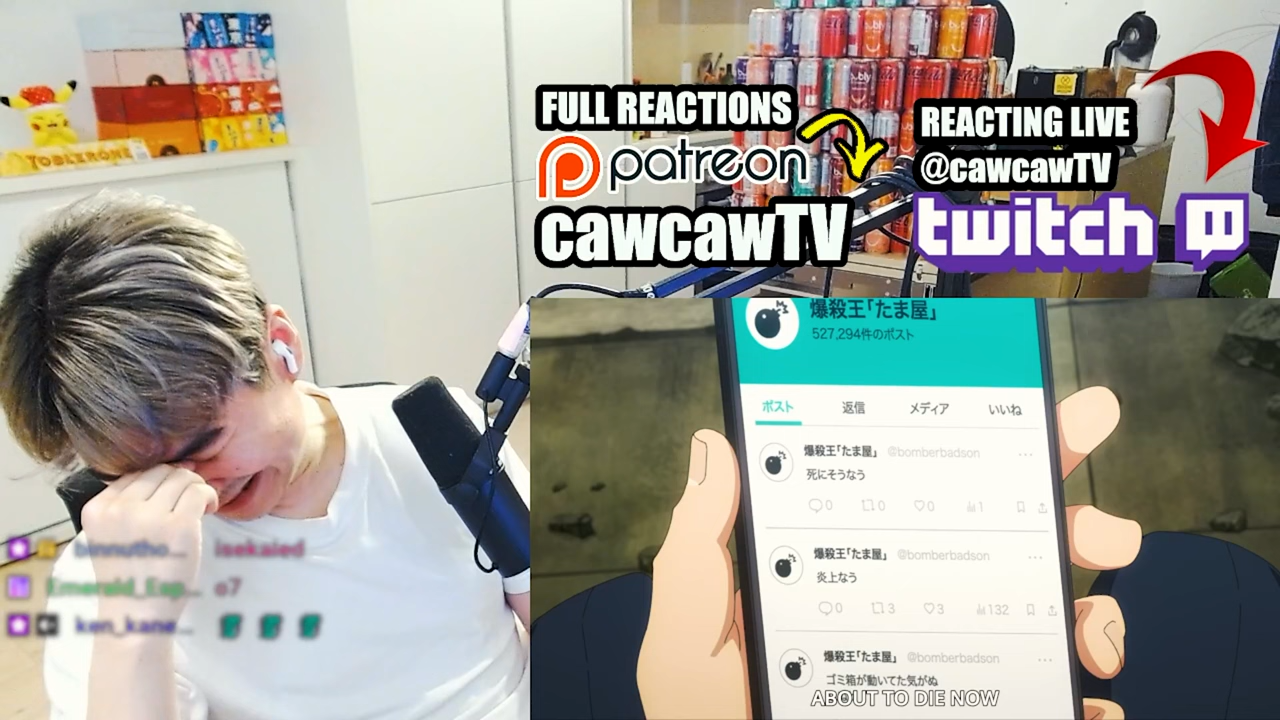 TOBLERONE
bubly
FULL REACTIONS
patreon
cawcawTV
REACTING LIVE
@cawcawTV
twitch
binnutho... isekaied
Emerald_Esp... o7
ken_kane...
爆殺王「たま屋」
527,294件のポスト
ポスト 返信 メディア いいね
爆殺王「たま屋」 @bomberbadson ...
死にそうなう
0 0 0 1
爆殺王「たま屋」 @bomberbadson ...
炎上なう
0 3 3 132
爆殺王「たま屋」 @bomberbadson ...
ゴミ箱が動いてた気がぬ
ABOUT TO DIE NOW